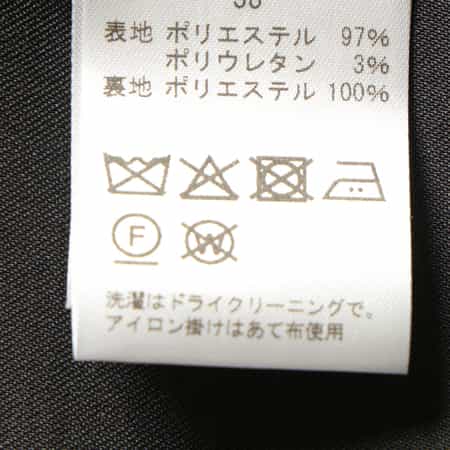 38
表地 ポリエステル 97%
ポリウレタン 3%
裏地 ポリエステル 100%
F
W
洗濯はドライクリーニングで。
アイロン掛けはあて布使用